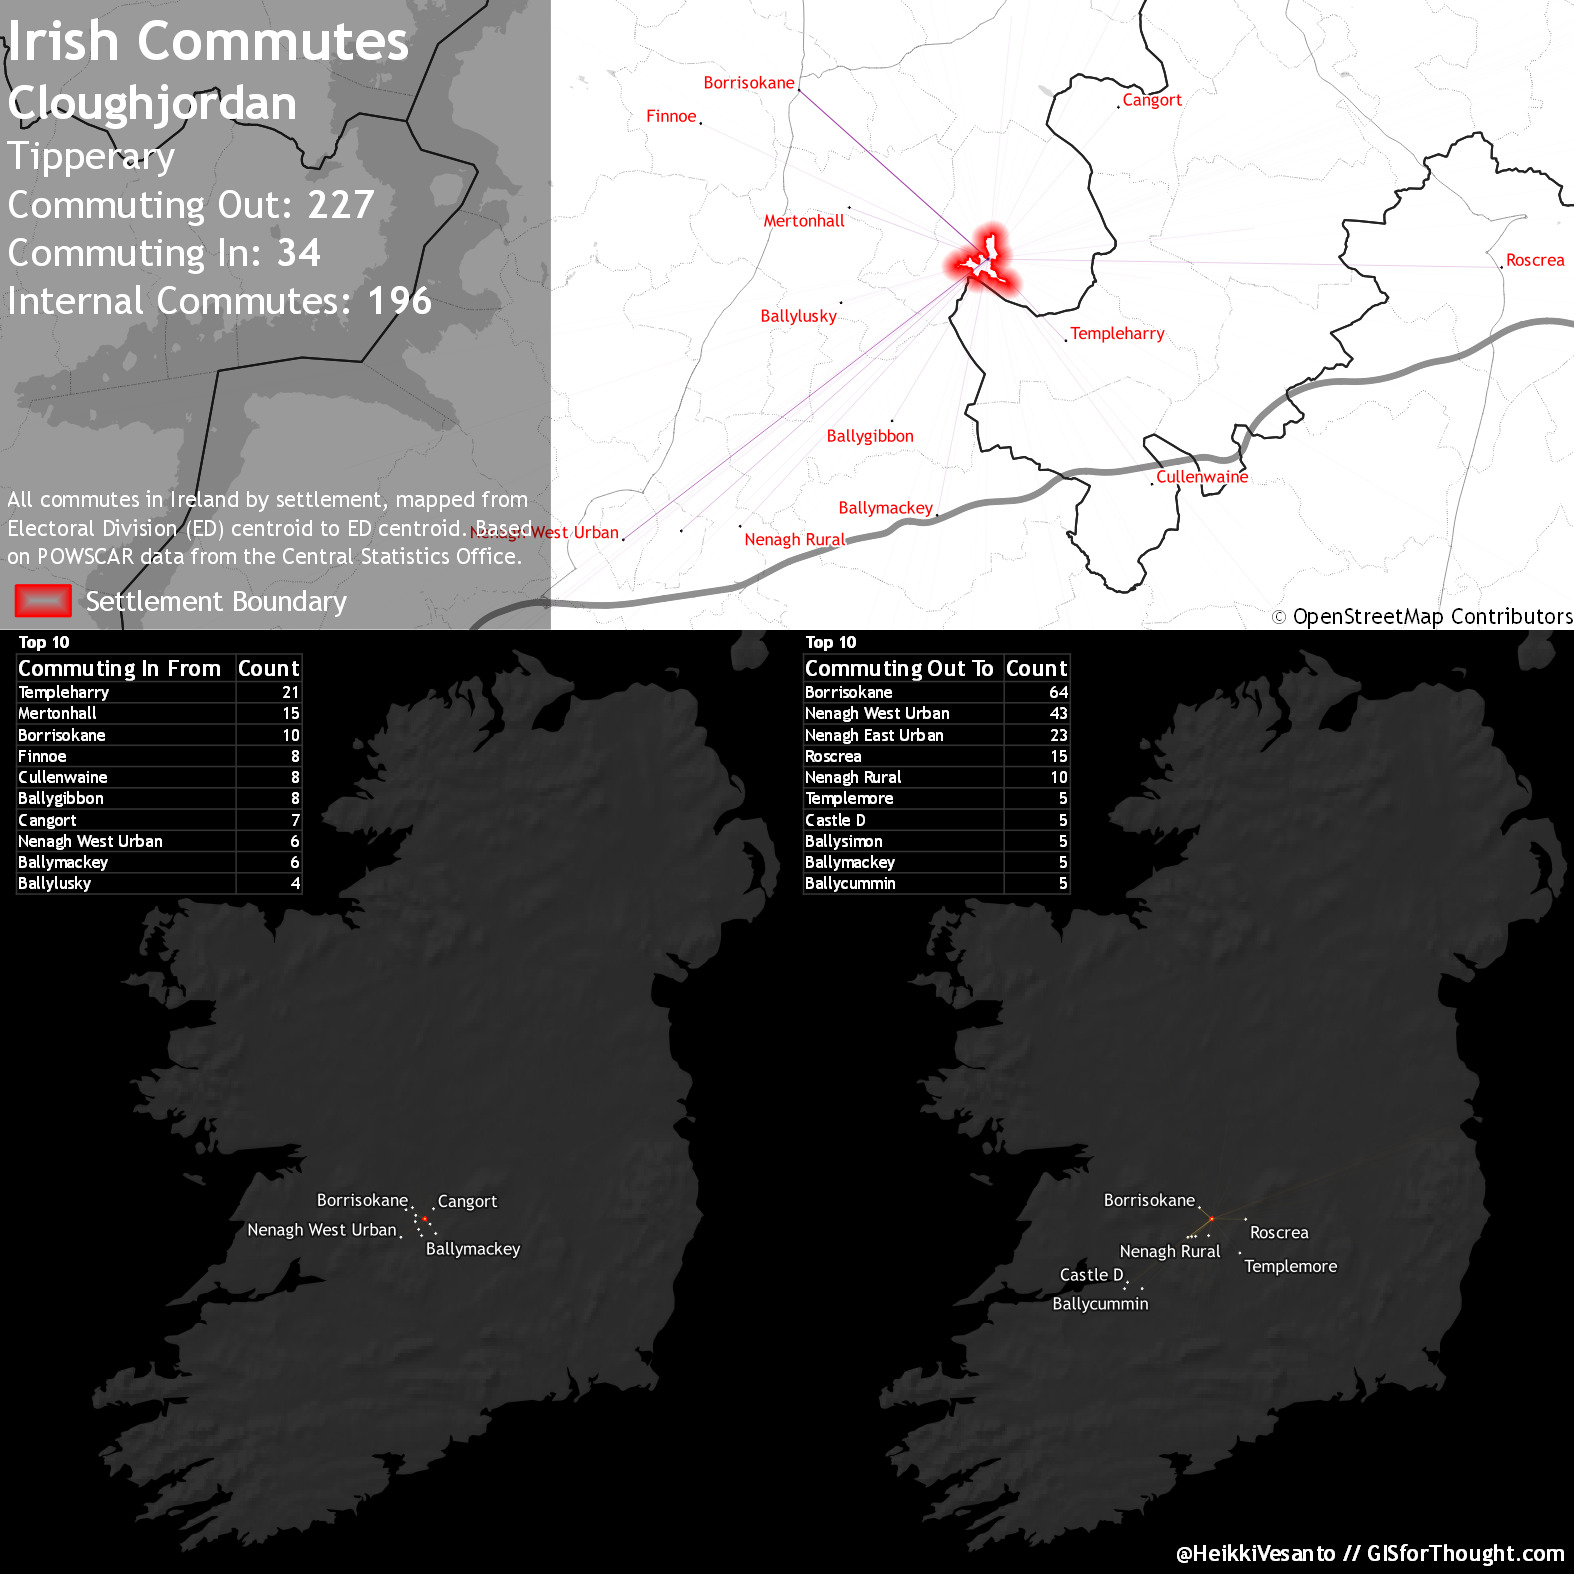 Irish Commutes
Cloughjordan
Tipperary
Commuting Out: 227
Commuting In: 34
Internal Commutes: 196
All commutes in Ireland by settlement, mapped from
Electoral Division (ED) centroid to ED centroid. Based
on POWSCAR data from the Central Statistics Office.
Settlement Boundary
Borrisokane
Finnoe
Cangort
Mertonhall
Roscrea
Ballylusky
Templeharry
Ballygibbon
Cullenwaine
Ballymackey
Nenagh West Urban
Nenagh Rural
© OpenStreetMap Contributors
Top 10
Commuting In From Count
Templeharry 21
Mertonhall 15
Borrisokane 10
Finnoe 8
Cullenwaine 8
Ballygibbon 8
Cangort 7
Nenagh West Urban 6
Ballymackey 6
Ballylusky 4
Borrisokane
Cangort
Nenagh West Urban
Ballymackey
Top 10
Commuting Out To Count
Borrisokane 64
Nenagh West Urban 43
Nenagh East Urban 23
Roscrea 15
Nenagh Rural 10
Templemore 5
Castle D 5
Ballysimon 5
Ballymackey 5
Ballycummin 5
Borrisokane
Roscrea
Nenagh Rural
Templemore
Castle D
Ballycummin
@HeikkiVesanto // GISforThought.com